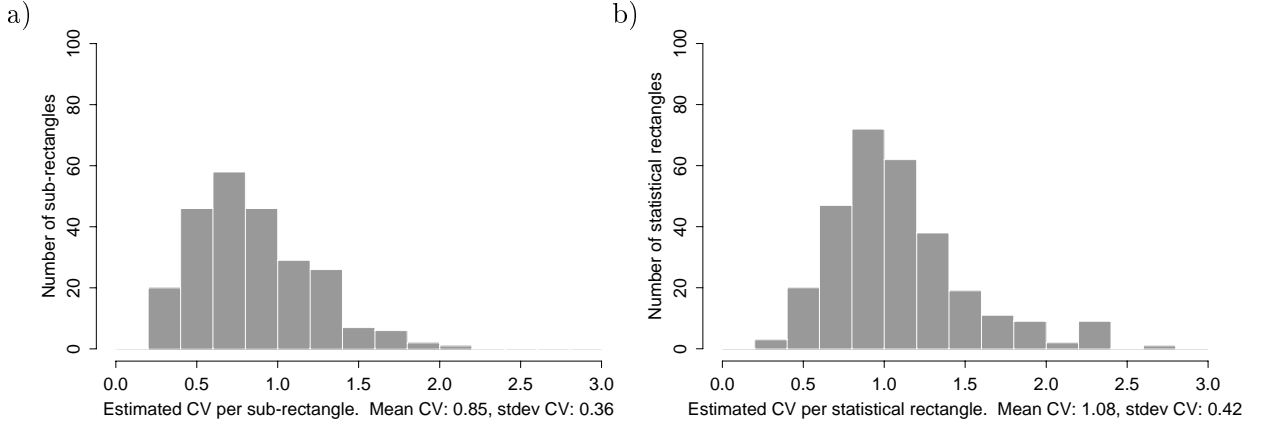 a)
Number of sub-rectangles
0
20
40
60
80
100
0.0 0.5 1.0 1.5 2.0 2.5 3.0
Estimated CV per sub-rectangle. Mean CV: 0.85, stdev CV: 0.36
b)
Number of statistical rectangles
0
20
40
60
80
100
0.0 0.5 1.0 1.5 2.0 2.5 3.0
Estimated CV per statistical rectangle. Mean CV: 1.08, stdev CV: 0.42